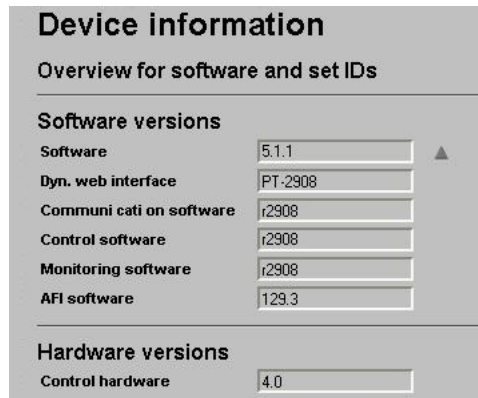 Device information
Overview for software and set IDs
Software versions
Software 5.1.1
Dyn. web interface PT-2908
Communi cati on software r2908
Control software r2908
Monitoring software r2908
AFI software 129.3
Hardware versions
Control hardware 4.0